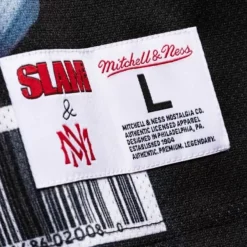 SLAM
&
MN
Mitchell & Ness
L
MITCHELL & NESS NOSTALGIA CO.
AUTHENTIC LICENSED APPAREL
DESIGNED IN PHILADELPHIA, PA.
ESTABLISHED 1904
AUTHENTIC. PREMIUM. LEGENDARY.